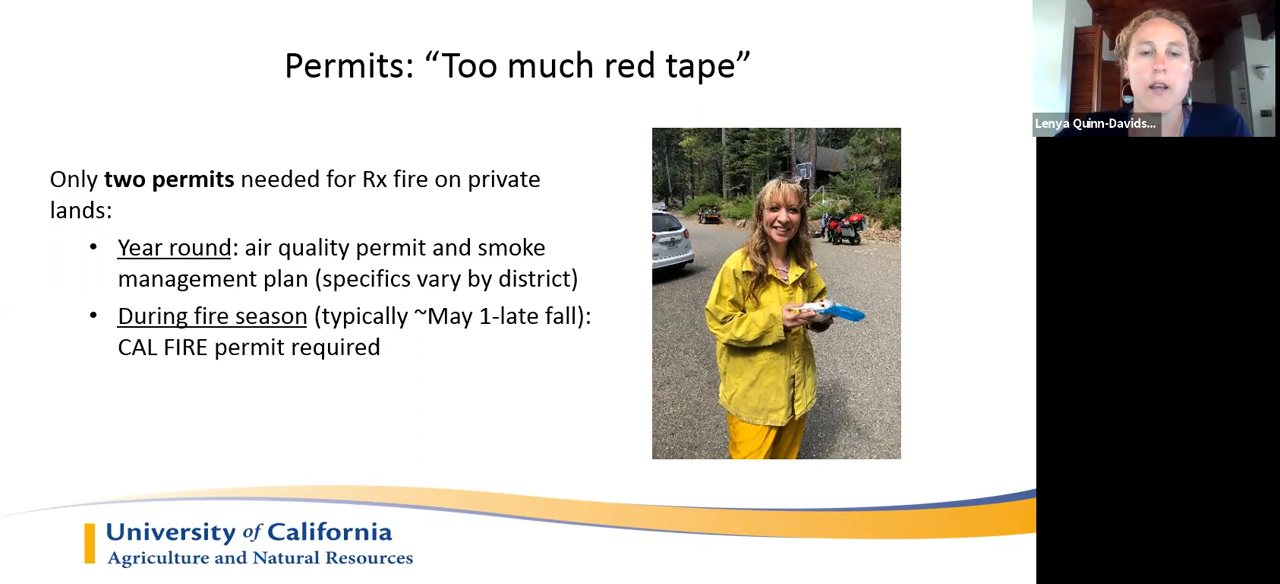 Permits: “Too much red tape”
Lenya Quinn-Davids...
Only two permits needed for Rx fire on private
lands:
• Year round: air quality permit and smoke
management plan (specifics vary by district)
• During fire season (typically ~May 1-late fall):
CAL FIRE permit required
University of California
Agriculture and Natural Resources